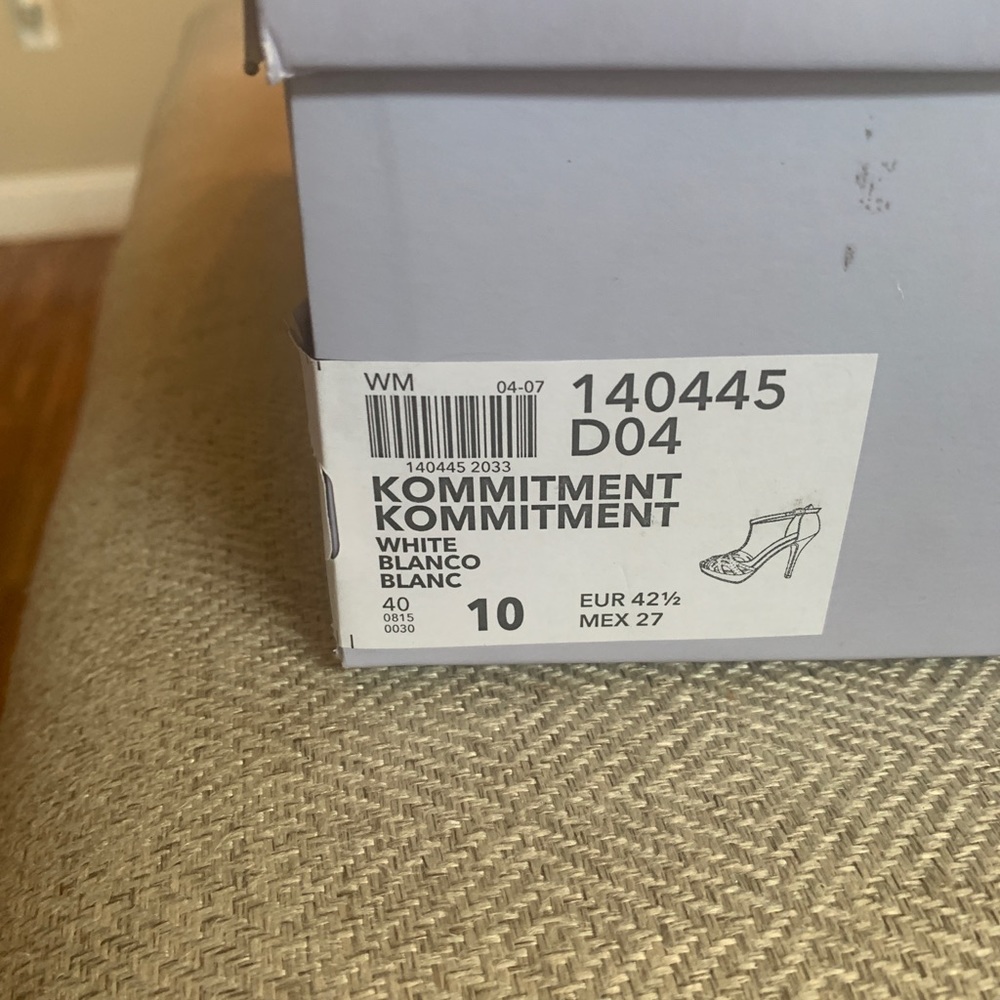 WM 04-07
140445 2033
140445
D04
KOMMITMENT
KOMMITMENT
WHITE
BLANCO
BLANC
40
0815
0030
10
EUR 42½
MEX 27